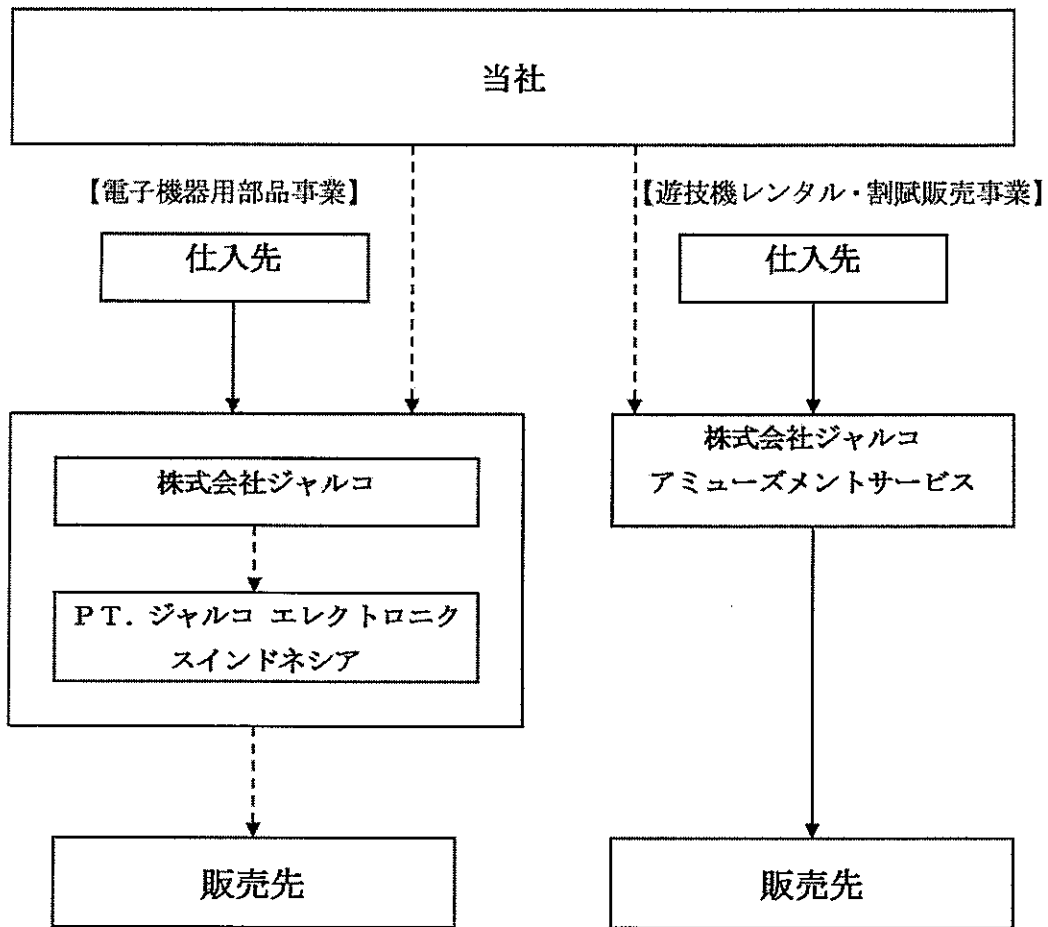 当社
【電子機器用部品事業】
【遊技機レンタル・割賦販売事業】
仕入先
仕入先
株式会社ジャルコ
PT．ジャルコ エレクトロニク
スインドネシア
株式会社ジャルコ
アミューズメントサービス
販売先
販売先